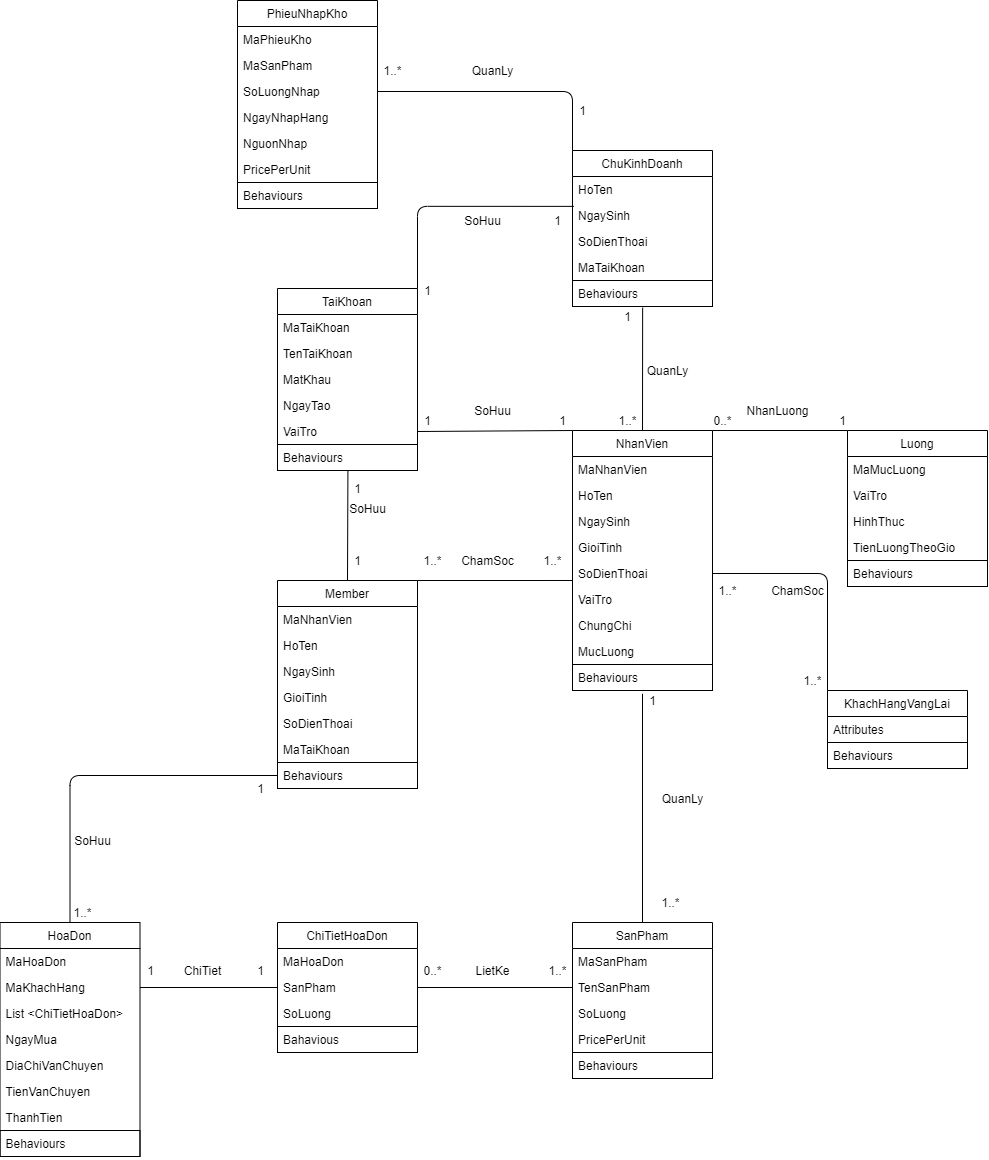 PhieuNhapKho
MaPhieuKho
MaSanPham
SoLuongNhap
NgayNhapHang
NguonNhap
PricePerUnit
Behaviours
1..*
QuanLy
1
ChuKinhDoanh
HoTen
NgaySinh
SoDienThoai
MaTaiKhoan
Behaviours
SoHuu
1
1
TaiKhoan
MaTaiKhoan
TenTaiKhoan
MatKhau
NgayTao
VaiTro
Behaviours
1
QuanLy
1..*
1
SoHuu
1
0..*
NhanLuong
1
NhanVien
MaNhanVien
HoTen
NgaySinh
GioiTinh
SoDienThoai
VaiTro
ChungChi
MucLuong
Behaviours
Luong
MaMucLuong
VaiTro
HinhThuc
TienLuongTheoGio
Behaviours
1
SoHuu
1
1..*
ChamSoc
1..*
1..*
ChamSoc
1..*
Member
MaNhanVien
HoTen
NgaySinh
GioiTinh
SoDienThoai
MaTaiKhoan
Behaviours
KhachHangVangLai
Attributes
Behaviours
1
SoHuu
1..*
1
QuanLy
1..*
HoaDon
MaHoaDon
MaKhachHang
List <ChiTietHoaDon>
NgayMua
DiaChiVanChuyen
TienVanChuyen
ThanhTien
Behaviours
1
ChiTiet
1
ChiTietHoaDon
MaHoaDon
SanPham
SoLuong
Bahavious
0..*
LietKe
1..*
SanPham
MaSanPham
TenSanPham
SoLuong
PricePerUnit
Behaviours